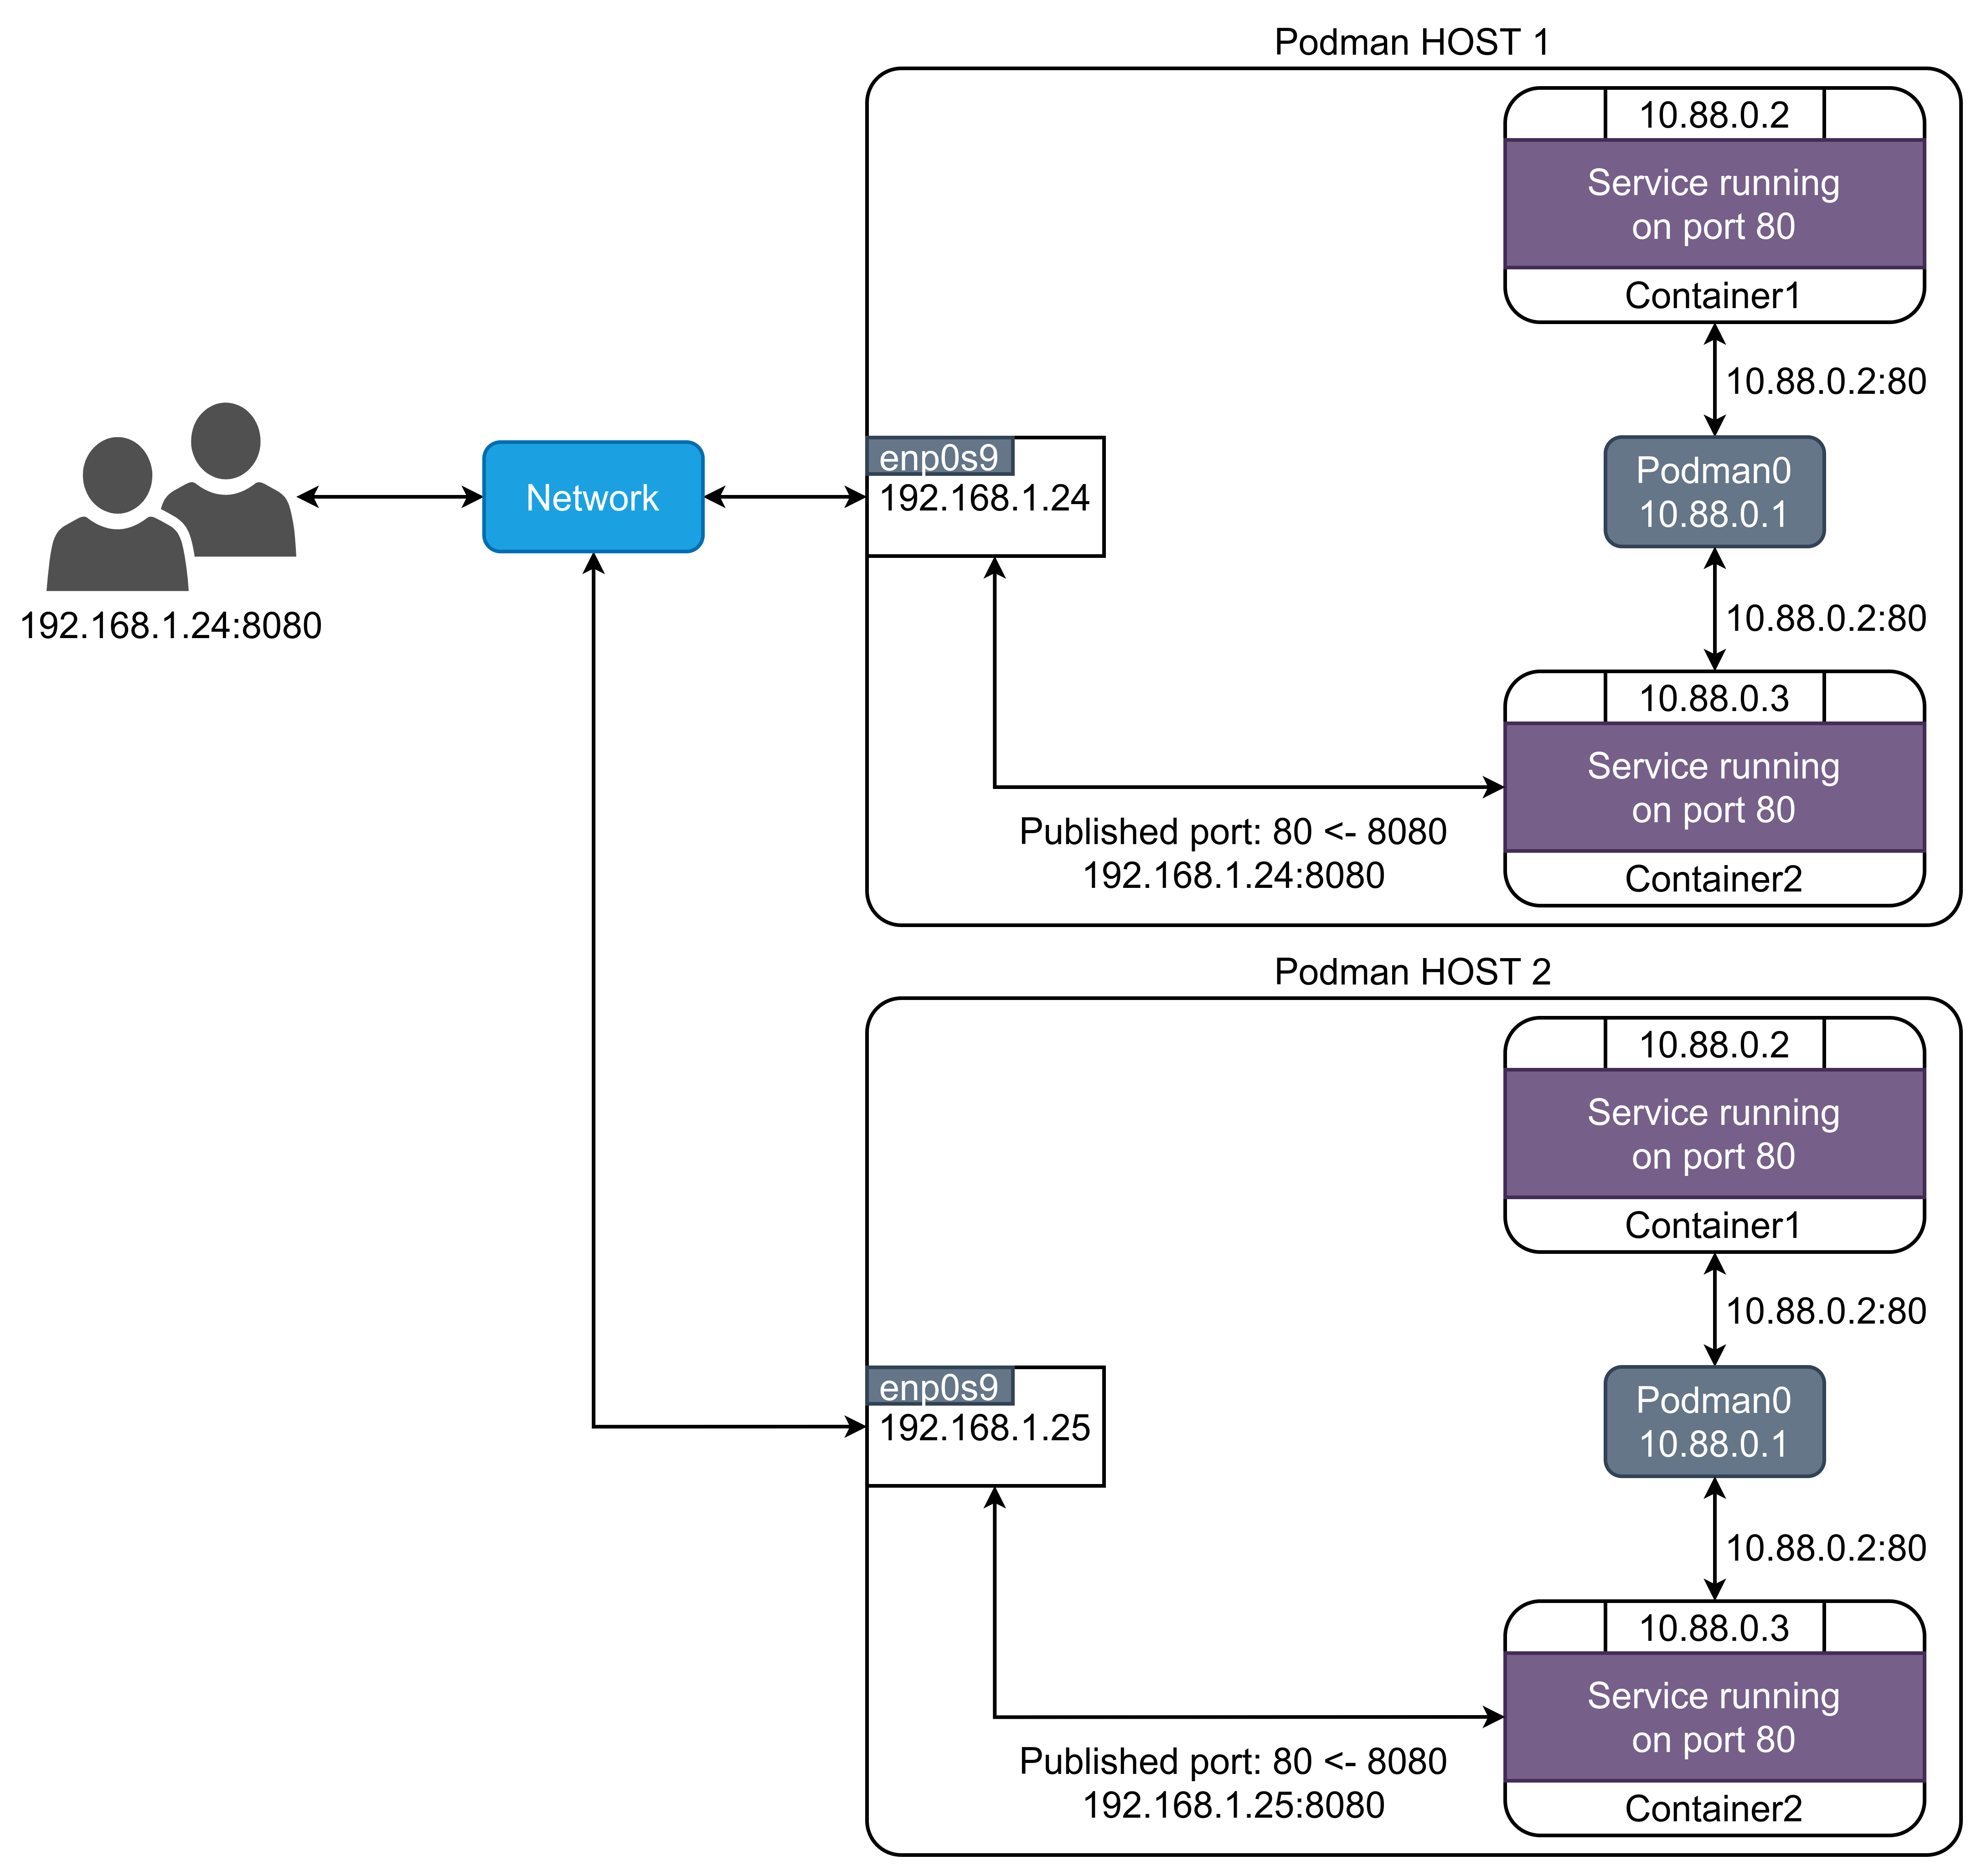 Podman HOST 1
10.88.0.2
Service running
on port 80
Container1
10.88.0.2:80
enp0s9
192.168.1.24
Network
Podman0
10.88.0.1
192.168.1.24:8080
10.88.0.2:80
10.88.0.3
Service running
on port 80
Published port: 80 <- 8080
192.168.1.24:8080
Container2
Podman HOST 2
10.88.0.2
Service running
on port 80
Container1
10.88.0.2:80
enp0s9
192.168.1.25
Podman0
10.88.0.1
10.88.0.2:80
10.88.0.3
Service running
on port 80
Published port: 80 <- 8080
192.168.1.25:8080
Container2